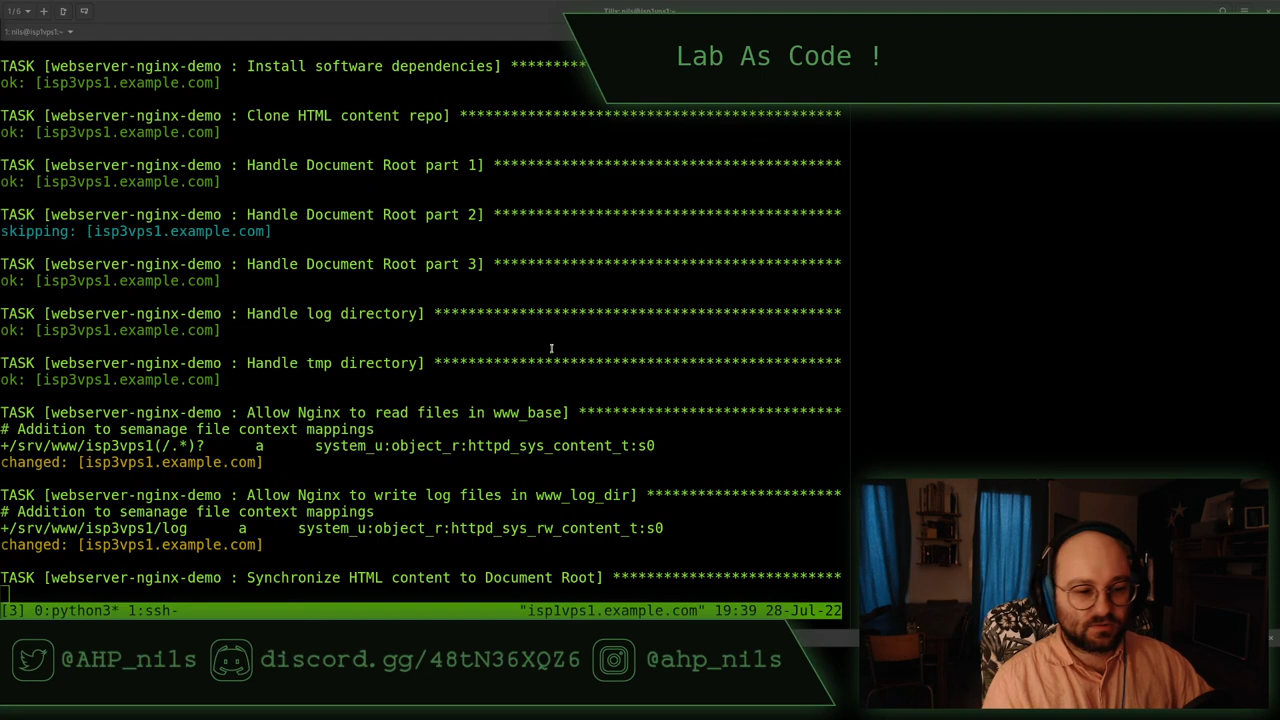 1/6
Tilix: nils@isp1vps1:~
1: nils@isp1vps1:~
Lab As Code !
TASK [webserver-nginx-demo : Install software dependencies] *********
ok: [isp3vps1.example.com]
TASK [webserver-nginx-demo : Clone HTML content repo] *********************************************
ok: [isp3vps1.example.com]
TASK [webserver-nginx-demo : Handle Document Root part 1] *****************************************
ok: [isp3vps1.example.com]
TASK [webserver-nginx-demo : Handle Document Root part 2] *****************************************
skipping: [isp3vps1.example.com]
TASK [webserver-nginx-demo : Handle Document Root part 3] *****************************************
ok: [isp3vps1.example.com]
TASK [webserver-nginx-demo : Handle log directory] ************************************************
ok: [isp3vps1.example.com]
TASK [webserver-nginx-demo : Handle tmp directory] ************************************************
ok: [isp3vps1.example.com]
TASK [webserver-nginx-demo : Allow Nginx to read files in www_base] *******************************
# Addition to semanage file context mappings
+/srv/www/isp3vps1(/.*)?      a      system_u:object_r:httpd_sys_content_t:s0
changed: [isp3vps1.example.com]
TASK [webserver-nginx-demo : Allow Nginx to write log files in www_log_dir] ***********************
# Addition to semanage file context mappings
+/srv/www/isp3vps1/log      a      system_u:object_r:httpd_sys_rw_content_t:s0
changed: [isp3vps1.example.com]
TASK [webserver-nginx-demo : Synchronize HTML content to Document Root] ***************************
[3] 0:python3* 1:ssh- "isp1vps1.example.com" 19:39 28-Jul-22
@AHP_nils discord.gg/48tN36XQZ6 @ahp_nils